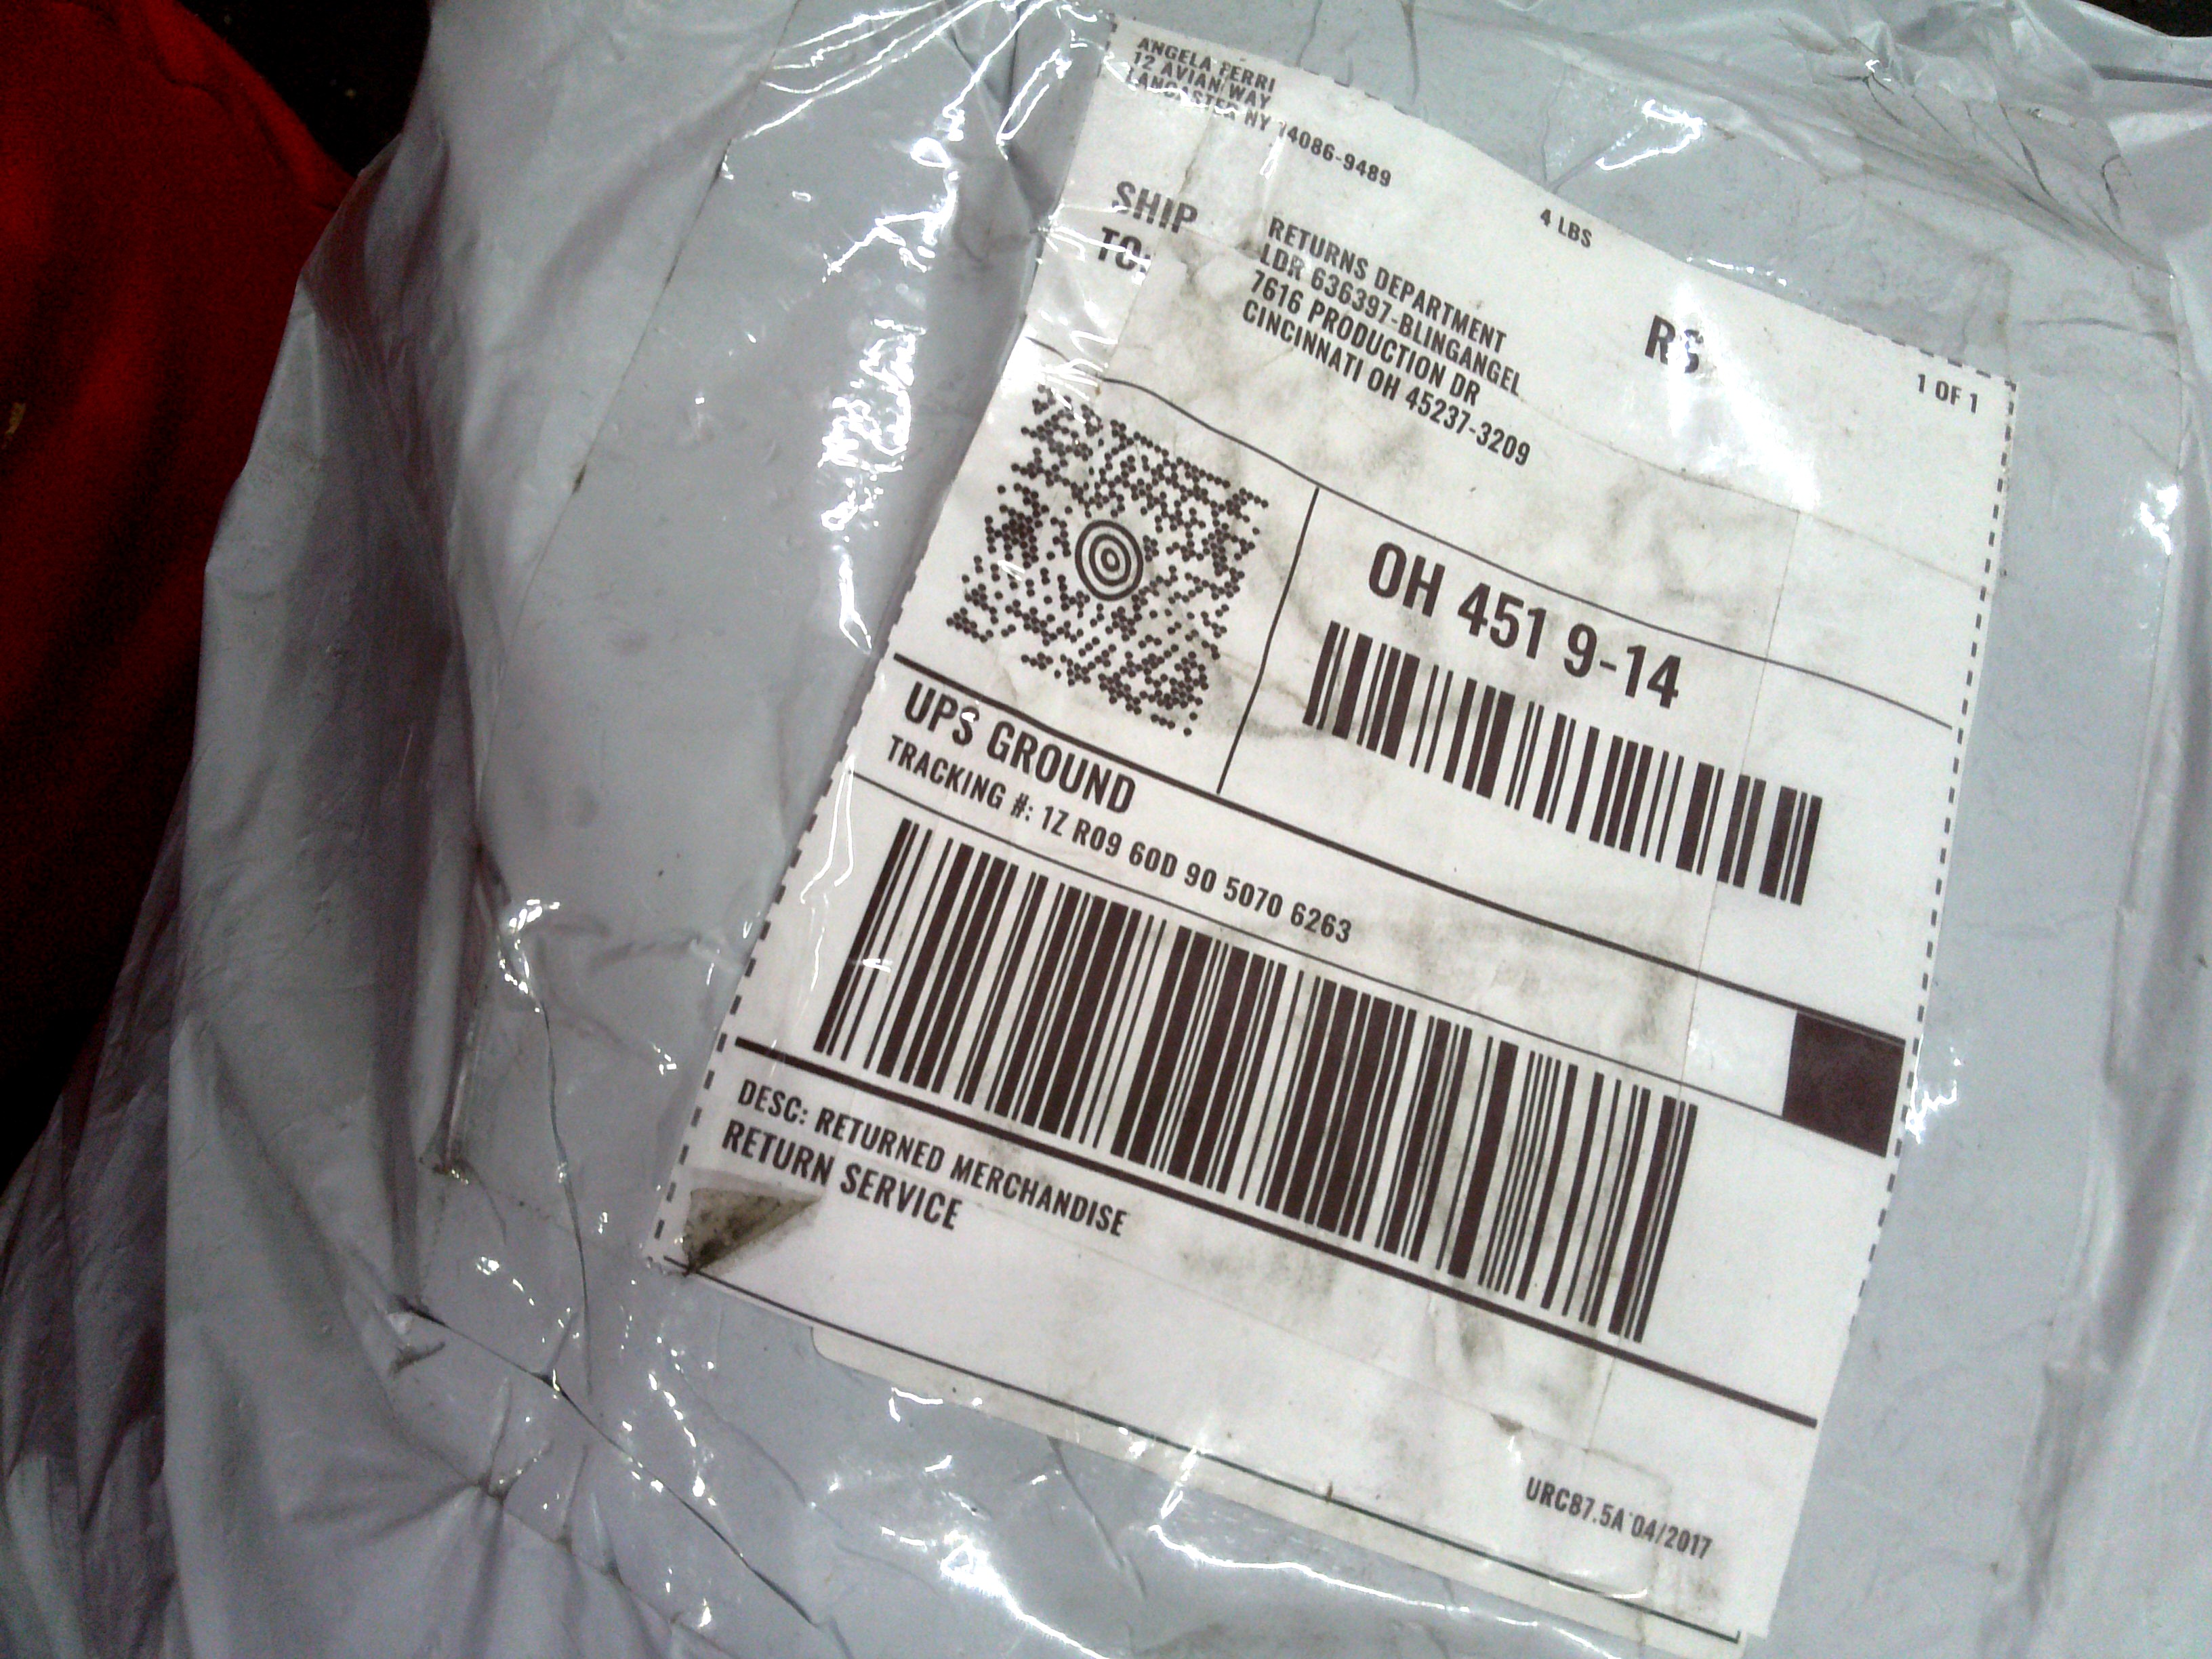 ANGELA FERRI
12 AVIAN WAY
LANCASTER NY 14086-9489
4 LBS
1 OF 1
SHIP
TO:
RETURNS DEPARTMENT
LDR 636397-BLINGANGEL
7616 PRODUCTION DR
CINCINNATI OH 45237-3209
RS
OH 451 9-14
UPS GROUND
TRACKING #: 1Z R09 60D 90 5070 6263
DESC: RETURNED MERCHANDISE
RETURN SERVICE
URC87.5A 04/2017